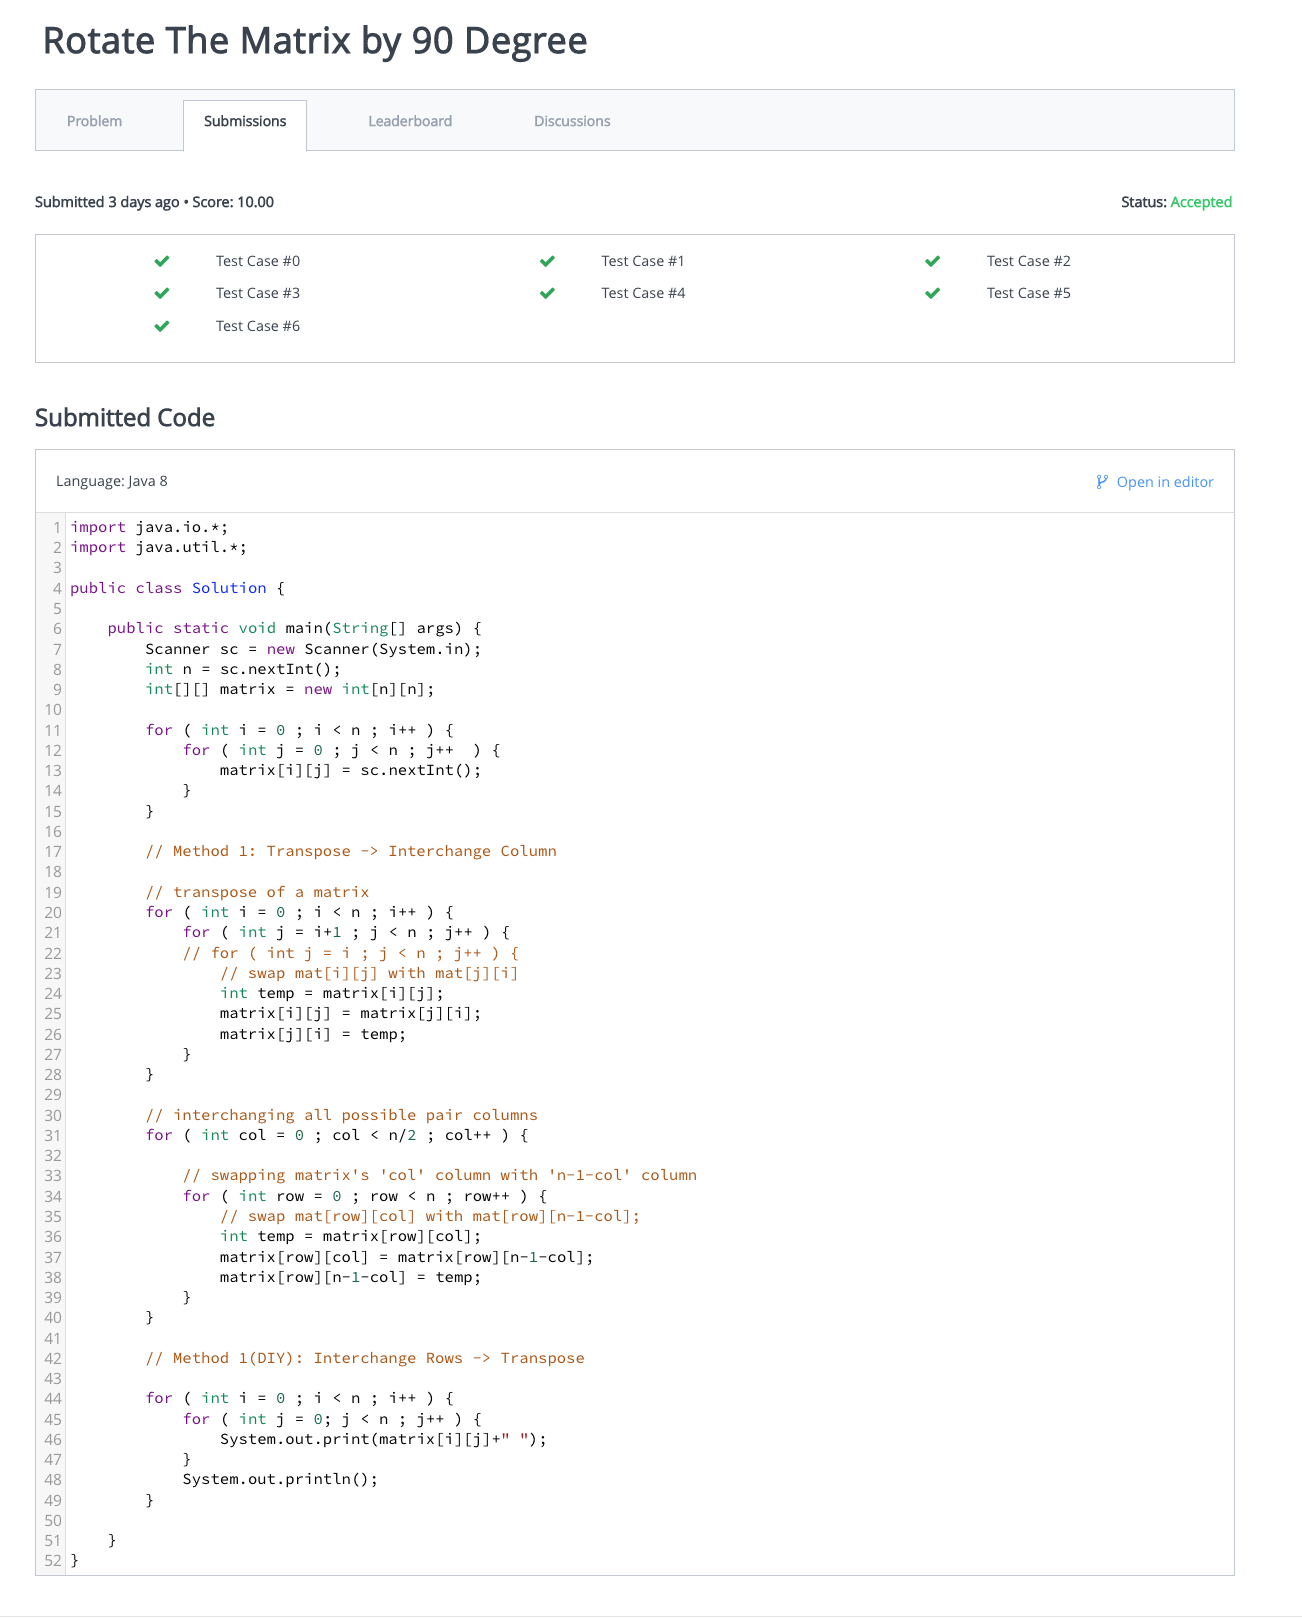 Rotate The Matrix by 90 Degree
Problem
Submissions
Leaderboard
Discussions
Submitted 3 days ago • Score: 10.00
Status: Accepted
Test Case #0
Test Case #1
Test Case #2
Test Case #3
Test Case #4
Test Case #5
Test Case #6
Submitted Code
Language: Java 8
Open in editor
1 import java.io.*;
2 import java.util.*;
3
4 public class Solution {
5
6     public static void main(String[] args) {
7         Scanner sc = new Scanner(System.in);
8         int n = sc.nextInt();
9         int[][] matrix = new int[n][n];
10
11         for ( int i = 0 ; i < n ; i++ ) {
12             for ( int j = 0 ; j < n ; j++  ) {
13                 matrix[i][j] = sc.nextInt();
14             }
15         }
16
17         // Method 1: Transpose -> Interchange Column
18
19         // transpose of a matrix
20         for ( int i = 0 ; i < n ; i++ ) {
21             for ( int j = i+1 ; j < n ; j++ ) {
22             // for ( int j = i ; j < n ; j++ ) {
23                 // swap mat[i][j] with mat[j][i]
24                 int temp = matrix[i][j];
25                 matrix[i][j] = matrix[j][i];
26                 matrix[j][i] = temp;
27             }
28         }
29
30         // interchanging all possible pair columns
31         for ( int col = 0 ; col < n/2 ; col++ ) {
32
33             // swapping matrix's 'col' column with 'n-1-col' column
34             for ( int row = 0 ; row < n ; row++ ) {
35                 // swap mat[row][col] with mat[row][n-1-col];
36                 int temp = matrix[row][col];
37                 matrix[row][col] = matrix[row][n-1-col];
38                 matrix[row][n-1-col] = temp;
39             }
40         }
41
42         // Method 1(DIY): Interchange Rows -> Transpose
43
44         for ( int i = 0 ; i < n ; i++ ) {
45             for ( int j = 0; j < n ; j++ ) {
46                 System.out.print(matrix[i][j]+" ");
47             }
48             System.out.println();
49         }
50
51     }
52 }